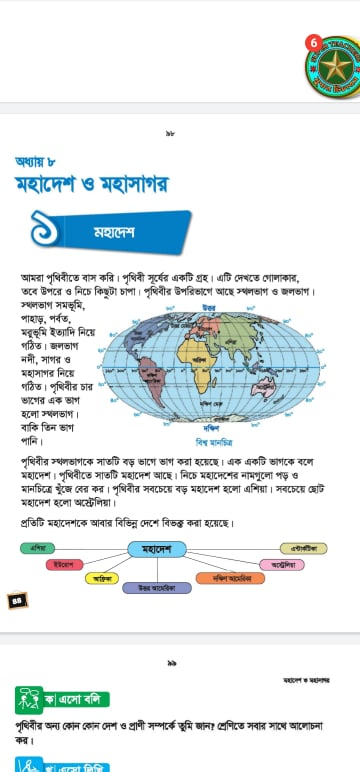 6
৯৮
অধ্যায় ৮
মহাদেশ ও মহাসাগর
১
মহাদেশ
আমরা পৃথিবীতে বাস করি। পৃথিবী সূর্যের একটি গ্রহ। এটি দেখতে গোলাকার,
তবে উপরে ও নিচে কিছুটা চাপা। পৃথিবীর উপরিভাগে আছে স্থলভাগ ও জলভাগ।
স্থলভাগ সমভূমি,
পাহাড়, পর্বত,
মরুভূমি ইত্যাদি নিয়ে
গঠিত। জলভাগ
নদী, সাগর ও
মহাসাগর নিয়ে
গঠিত। পৃথিবীর চার
ভাগের এক ভাগ
হলো স্থলভাগ।
বাকি তিন ভাগ
পানি।
উত্তর
এশিয়া
আফ্রিকা
দক্ষিণ
বিশ্ব মানচিত্র
পৃথিবীর স্থলভাগকে সাতটি বড় ভাগে ভাগ করা হয়েছে। এক একটি ভাগকে বলে
মহাদেশ। পৃথিবীতে সাতটি মহাদেশ আছে। নিচে মহাদেশের নামগুলো পড় ও
মানচিত্রে খুঁজে বের কর। পৃথিবীর সবচেয়ে বড় মহাদেশ হলো এশিয়া। সবচেয়ে ছোট
মহাদেশ হলো অস্ট্রেলিয়া।
প্রতিটি মহাদেশকে আবার বিভিন্ন দেশে বিভক্ত করা হয়েছে।
এশিয়া
মহাদেশ
এন্টার্কটিকা
ইউরোপ
অস্ট্রেলিয়া
আফ্রিকা
দক্ষিণ আমেরিকা
উত্তর আমেরিকা
৪৪
৯৯
মহাদেশ ও মহাসাগর
ক। এসো বলি
পৃথিবীর অন্য কোন কোন দেশ ও প্রাণী সম্পর্কে তুমি জান? শ্রেণিতে সবার সাথে আলোচনা
কর।
খ। এসো লিখি